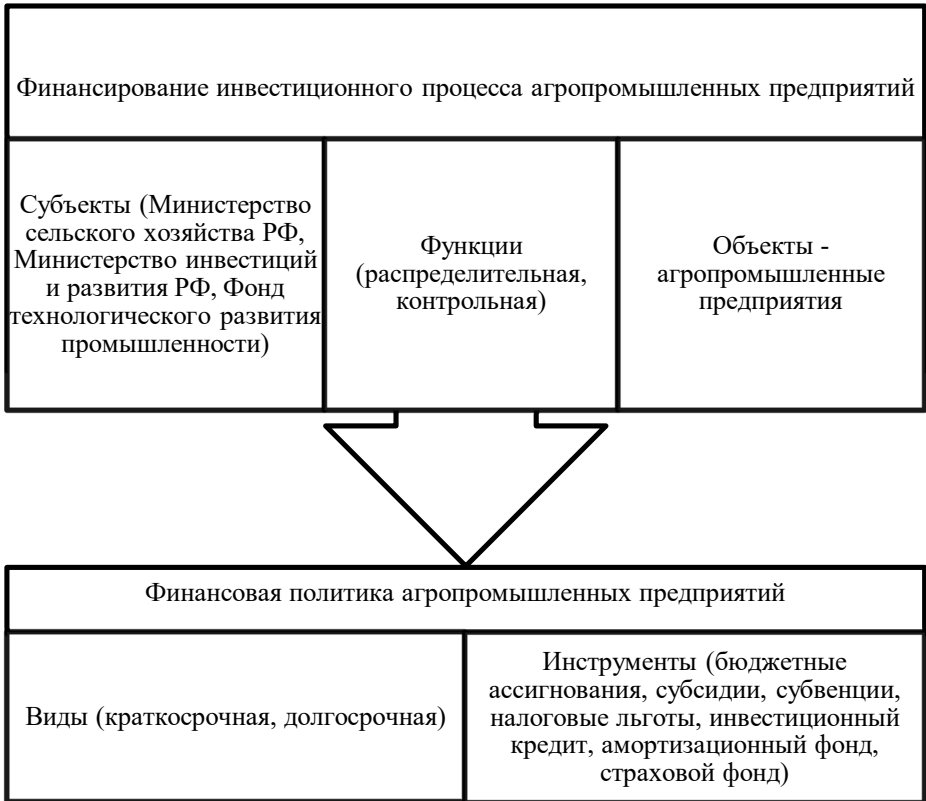 Финансирование инвестиционного процесса агропромышленных предприятий
Субъекты (Министерство
сельского хозяйства РФ,
Министерство инвестиций
и развития РФ, Фонд
технологического развития
промышленности)
Функции
(распределительная,
контрольная)
Объекты -
агропромышленные
предприятия
Финансовая политика агропромышленных предприятий
Виды (краткосрочная, долгосрочная)
Инструменты (бюджетные
ассигнования, субсидии, субвенции,
налоговые льготы, инвестиционный
кредит, амортизационный фонд,
страховой фонд)